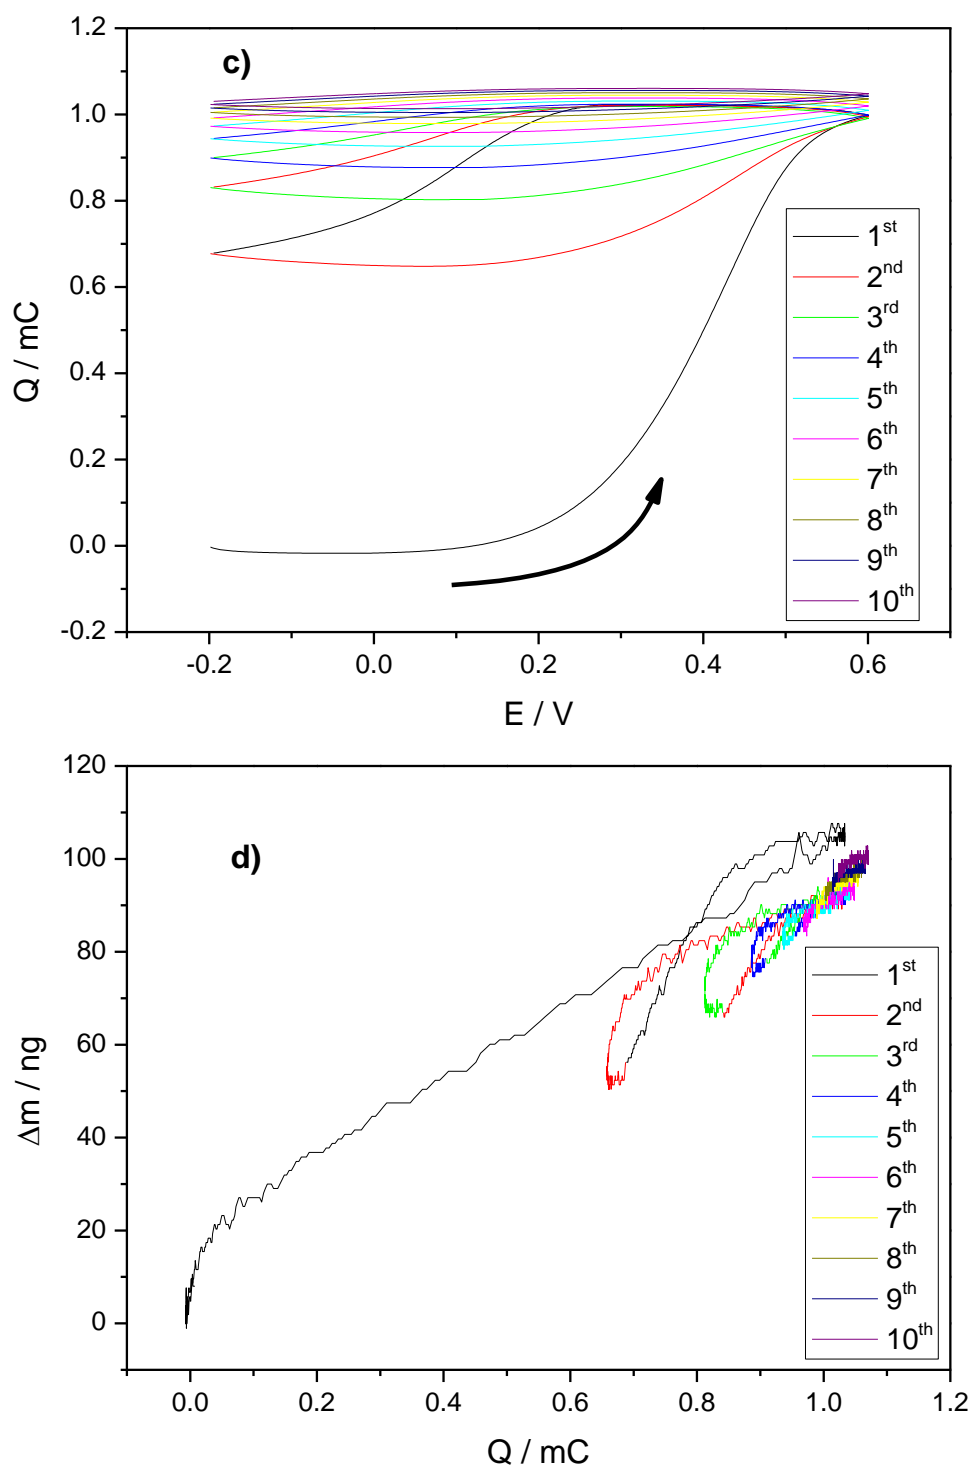 c)
1.2
1.0
0.8
0.6
0.4
0.2
0.0
-0.2
Q / mC
-0.2 0.0 0.2 0.4 0.6
E / V
1st
2nd
3rd
4th
5th
6th
7th
8th
9th
10th
d)
120
100
80
60
40
20
0
Δm / ng
0.0 0.2 0.4 0.6 0.8 1.0 1.2
Q / mC
1st
2nd
3rd
4th
5th
6th
7th
8th
9th
10th